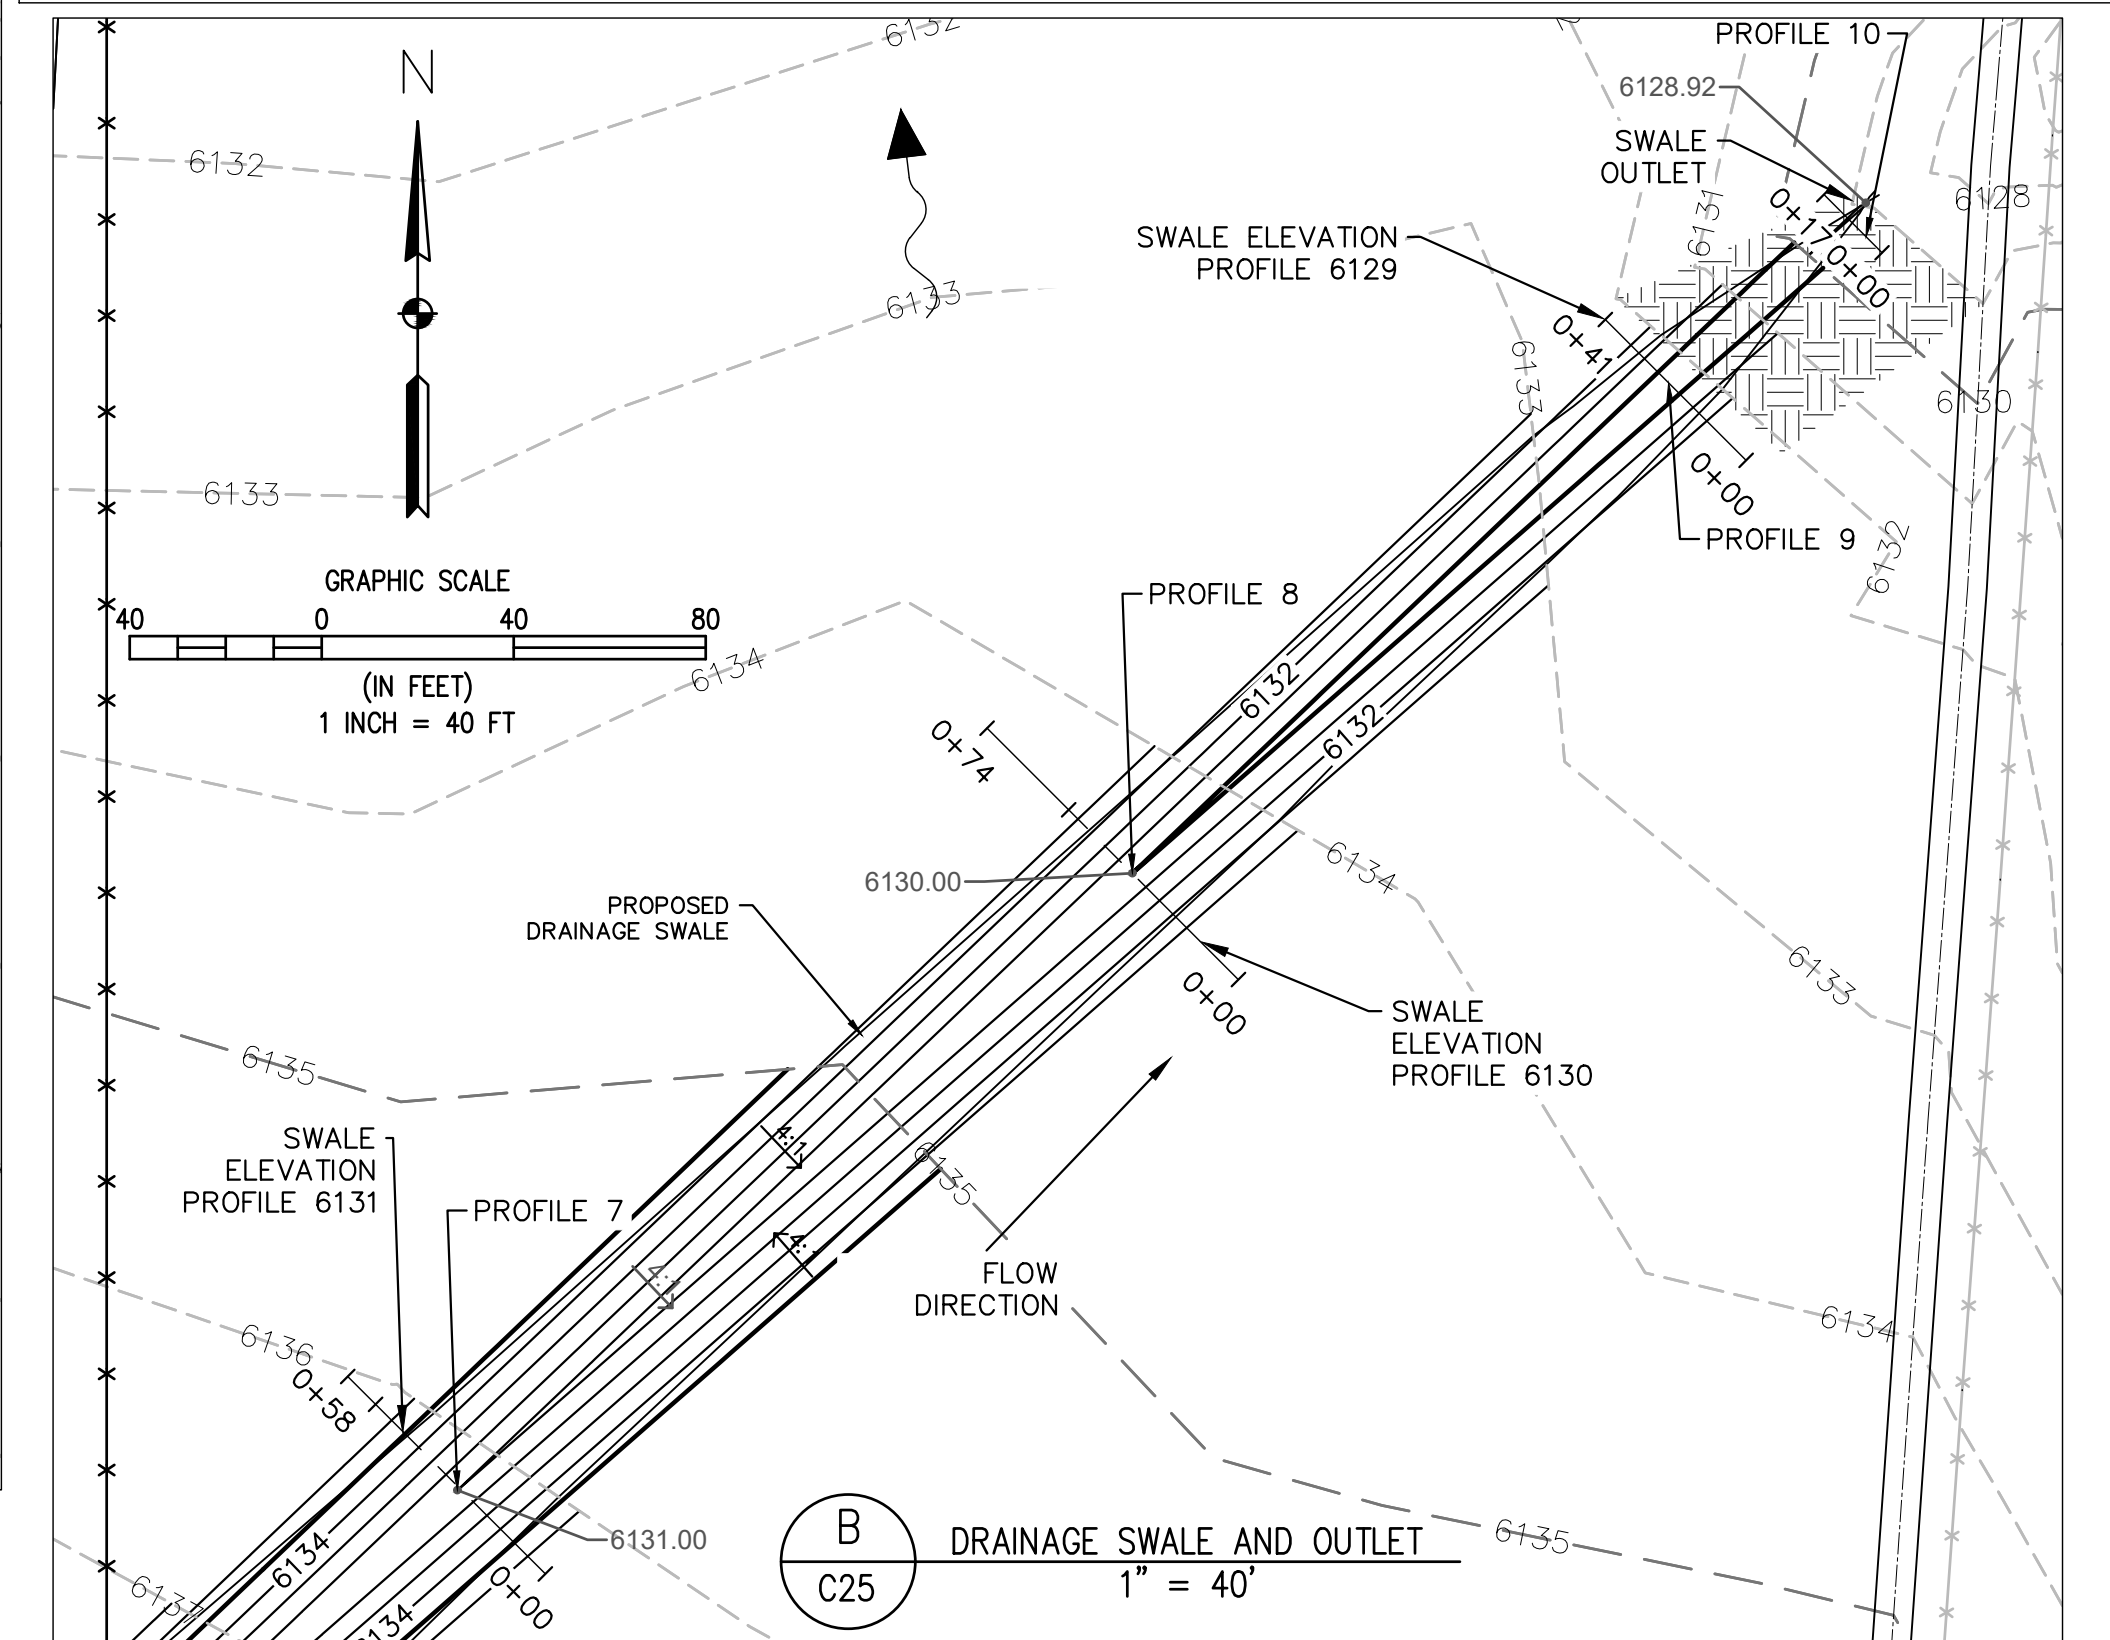 6132
PROFILE 10
N
6128.92
SWALE
OUTLET
6132
6131
6128
0+17
SWALE ELEVATION
PROFILE 6129
0+00
6133
0+41
6133
6130
6133
0+00
PROFILE 9
6132
GRAPHIC SCALE
40 0 40 80
(IN FEET)
1 INCH = 40 FT
PROFILE 8
6134
6132
6132
0+74
6134
6130.00
PROPOSED
DRAINAGE SWALE
6133
0+00
SWALE
ELEVATION
PROFILE 6130
6135
SWALE
ELEVATION
PROFILE 6131
4:1
6135
PROFILE 7
4:1
4:1
FLOW
DIRECTION
6134
6136
0+58
6131.00
6134
0+00
6137
6134
B
C25
DRAINAGE SWALE AND OUTLET
1" = 40'
6135